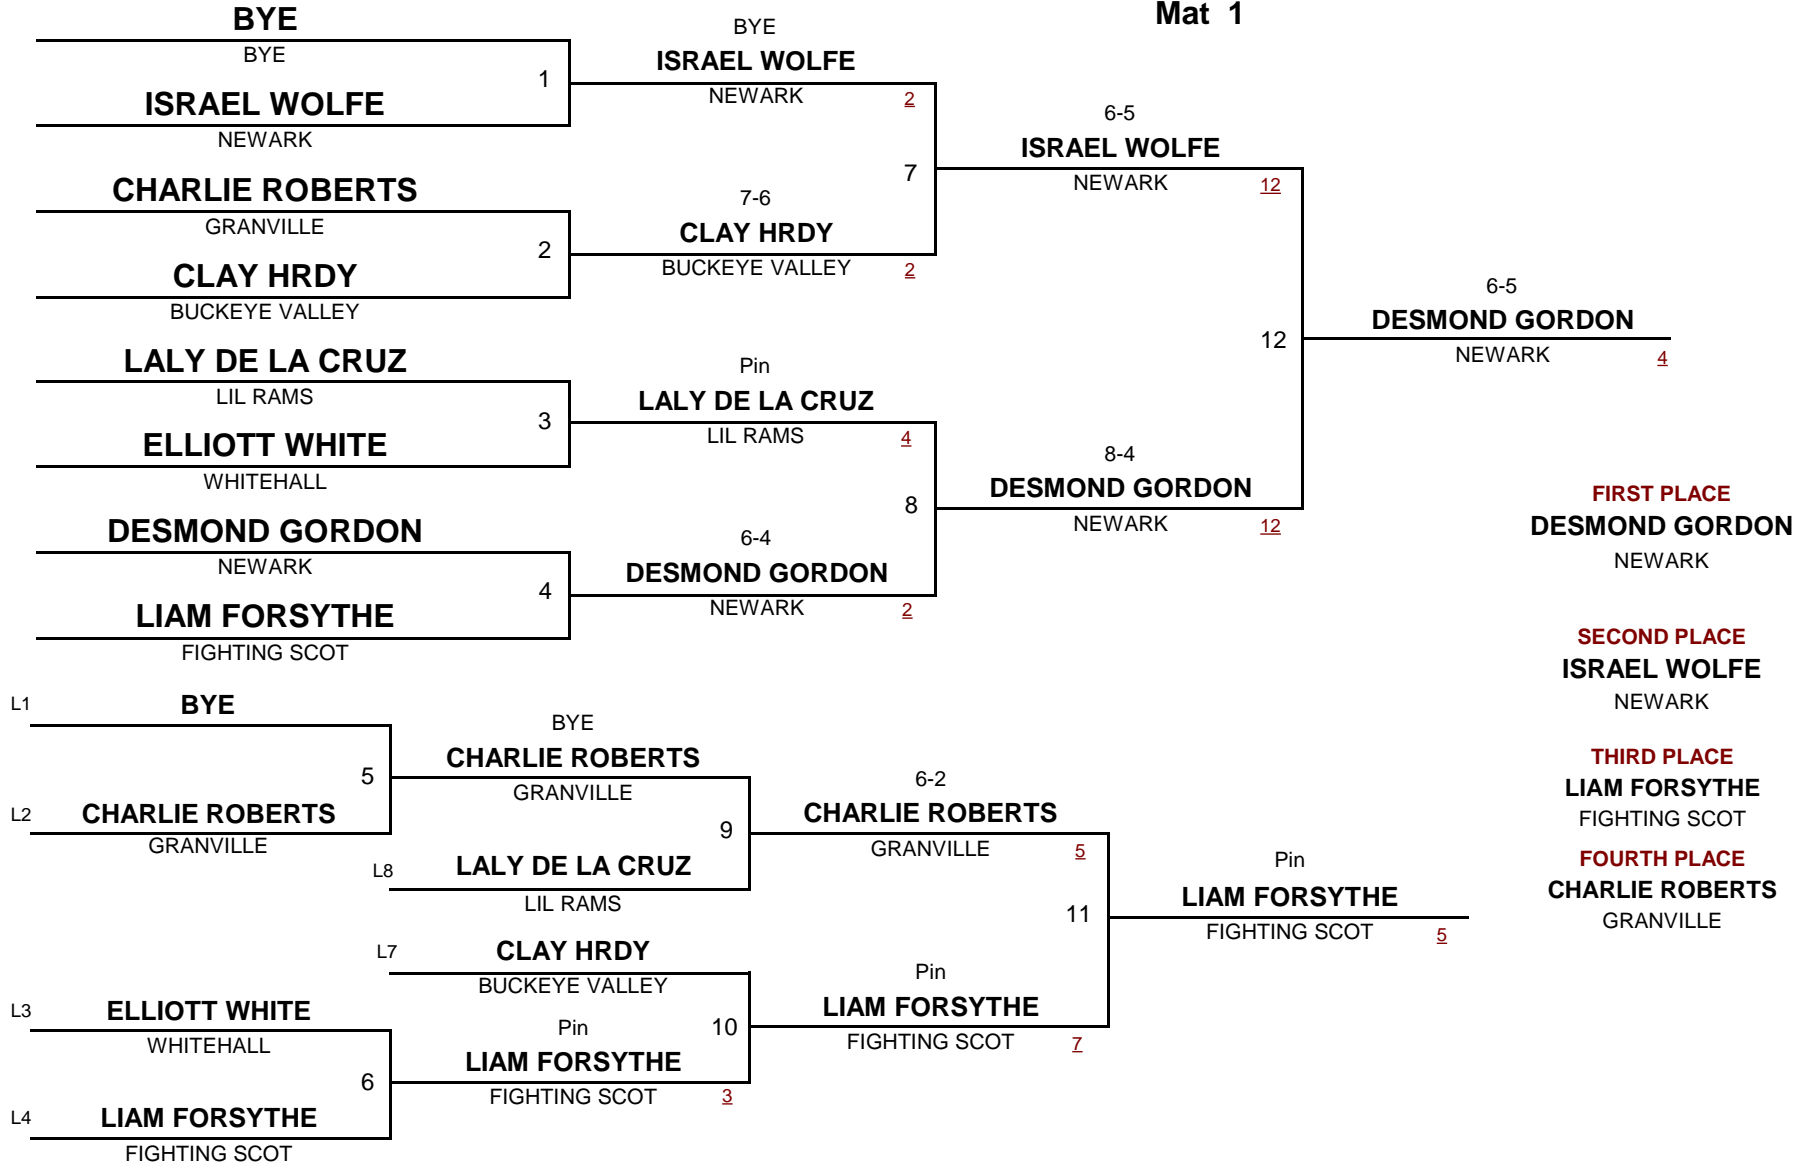 Mat 1
BYE
BYE
1
ISRAEL WOLFE
NEWARK
CHARLIE ROBERTS
GRANVILLE
2
CLAY HRDY
BUCKEYE VALLEY
LALY DE LA CRUZ
LIL RAMS
3
ELLIOTT WHITE
WHITEHALL
DESMOND GORDON
NEWARK
4
LIAM FORSYTHE
FIGHTING SCOT
BYE
ISRAEL WOLFE
NEWARK 2
7
7-6
CLAY HRDY
BUCKEYE VALLEY 2
Pin
LALY DE LA CRUZ
LIL RAMS 4
8
6-4
DESMOND GORDON
NEWARK 2
6-5
ISRAEL WOLFE
NEWARK 12
12
8-4
DESMOND GORDON
NEWARK 12
6-5
DESMOND GORDON
NEWARK 4
FIRST PLACE
DESMOND GORDON
NEWARK
SECOND PLACE
ISRAEL WOLFE
NEWARK
THIRD PLACE
LIAM FORSYTHE
FIGHTING SCOT
FOURTH PLACE
CHARLIE ROBERTS
GRANVILLE
L1 BYE
5
L2 CHARLIE ROBERTS
GRANVILLE
L3 ELLIOTT WHITE
WHITEHALL
6
L4 LIAM FORSYTHE
FIGHTING SCOT
BYE
CHARLIE ROBERTS
GRANVILLE
9
L8 LALY DE LA CRUZ
LIL RAMS
L7 CLAY HRDY
BUCKEYE VALLEY
Pin 10
LIAM FORSYTHE
FIGHTING SCOT 3
6-2
CHARLIE ROBERTS
GRANVILLE 5
11
Pin
LIAM FORSYTHE
FIGHTING SCOT 7
Pin
LIAM FORSYTHE
FIGHTING SCOT 5